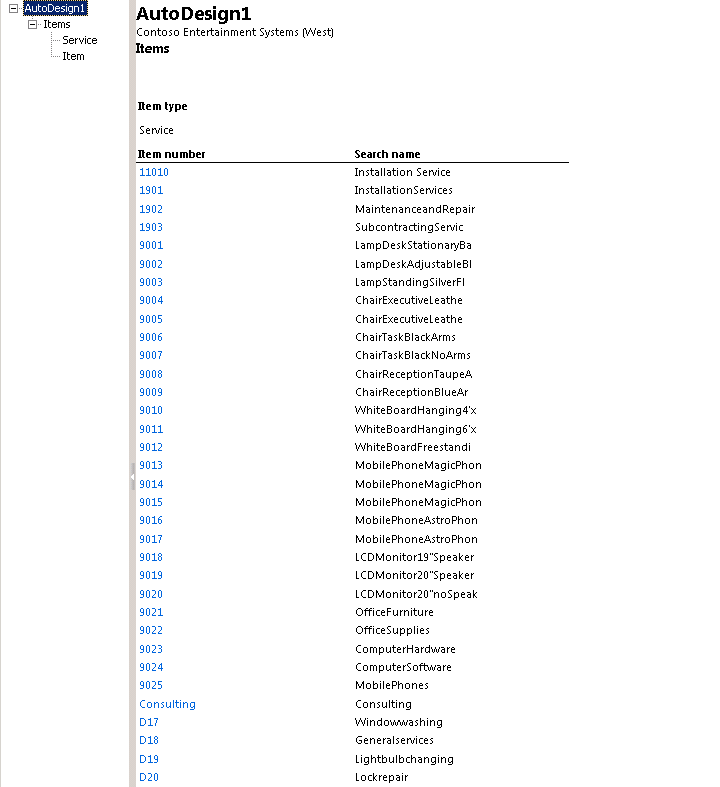 AutoDesign1
Items
Service
Item
AutoDesign1
Contoso Entertainment Systems (West)
Items
Item type
Service
Item number Search name
11010 Installation Service
1901 InstallationServices
1902 MaintenanceandRepair
1903 SubcontractingServic
9001 LampDeskStationaryBa
9002 LampDeskAdjustableBl
9003 LampStandingSilverFl
9004 ChairExecutiveLeathe
9005 ChairExecutiveLeathe
9006 ChairTaskBlackArms
9007 ChairTaskBlackNoArms
9008 ChairReceptionTaupeA
9009 ChairReceptionBlueAr
9010 WhiteBoardHanging4'x
9011 WhiteBoardHanging6'x
9012 WhiteBoardFreestandi
9013 MobilePhoneMagicPhon
9014 MobilePhoneMagicPhon
9015 MobilePhoneMagicPhon
9016 MobilePhoneAstroPhon
9017 MobilePhoneAstroPhon
9018 LCDMonitor19"Speaker
9019 LCDMonitor20"Speaker
9020 LCDMonitor20"noSpeak
9021 OfficeFurniture
9022 OfficeSupplies
9023 ComputerHardware
9024 ComputerSoftware
9025 MobilePhones
Consulting Consulting
D17 Windowwashing
D18 Generalservices
D19 Lightbulbchanging
D20 Lockrepair